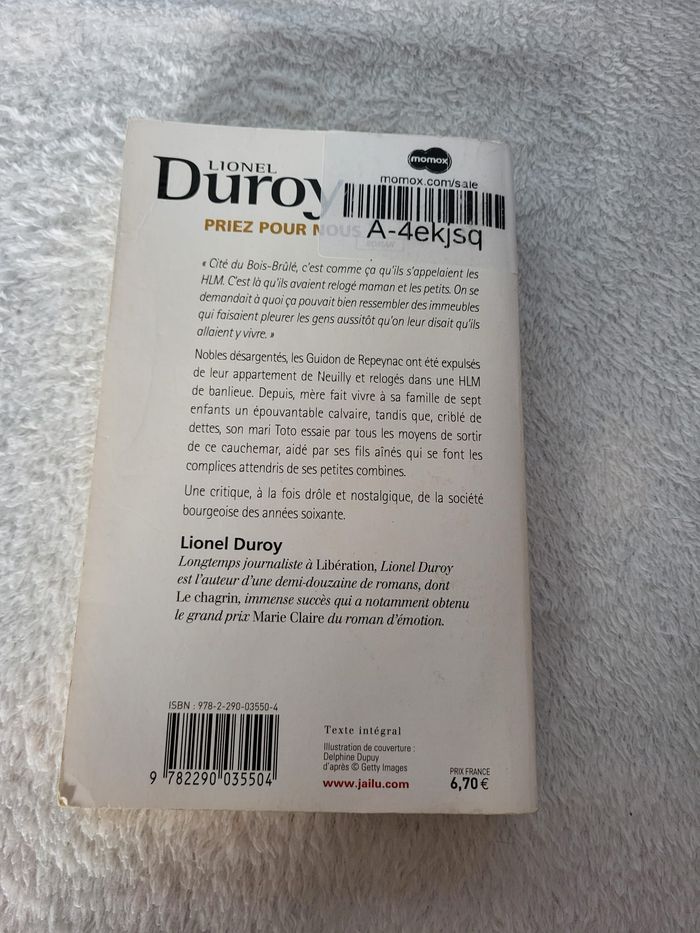 momox
momox.com/sale
A-4ekjsq
LIONEL
Duroy
PRIEZ POUR NOUS
ROMAN
« Cité du Bois-Brûlé, c'est comme ça qu'ils s'appelaient les
HLM. C'est là qu'ils avaient relogé maman et les petits. On se
demandait à quoi ça pouvait bien ressembler des immeubles
qui faisaient pleurer les gens aussitôt qu'on leur disait qu'ils
allaient y vivre. »
Nobles désargentés, les Guidon de Repeynac ont été expulsés
de leur appartement de Neuilly et relogés dans une HLM
de banlieue. Depuis, mère fait vivre à sa famille de sept
enfants un épouvantable calvaire, tandis que, criblé de
dettes, son mari Toto essaie par tous les moyens de sortir
de ce cauchemar, aidé par ses fils aînés qui se font les
complices attendris de ses petites combines.
Une critique, à la fois drôle et nostalgique, de la société
bourgeoise des années soixante.
Lionel Duroy
Longtemps journaliste à Libération, Lionel Duroy
est l'auteur d'une demi-douzaine de romans, dont
Le chagrin, immense succès qui a notamment obtenu
le grand prix Marie Claire du roman d'émotion.
ISBN : 978-2-290-03550-4
9 782290 035504
Texte intégral
Illustration de couverture :
Delphine Dupuy
d'après © Getty Images
www.jailu.com
PRIX FRANCE
6,70 €